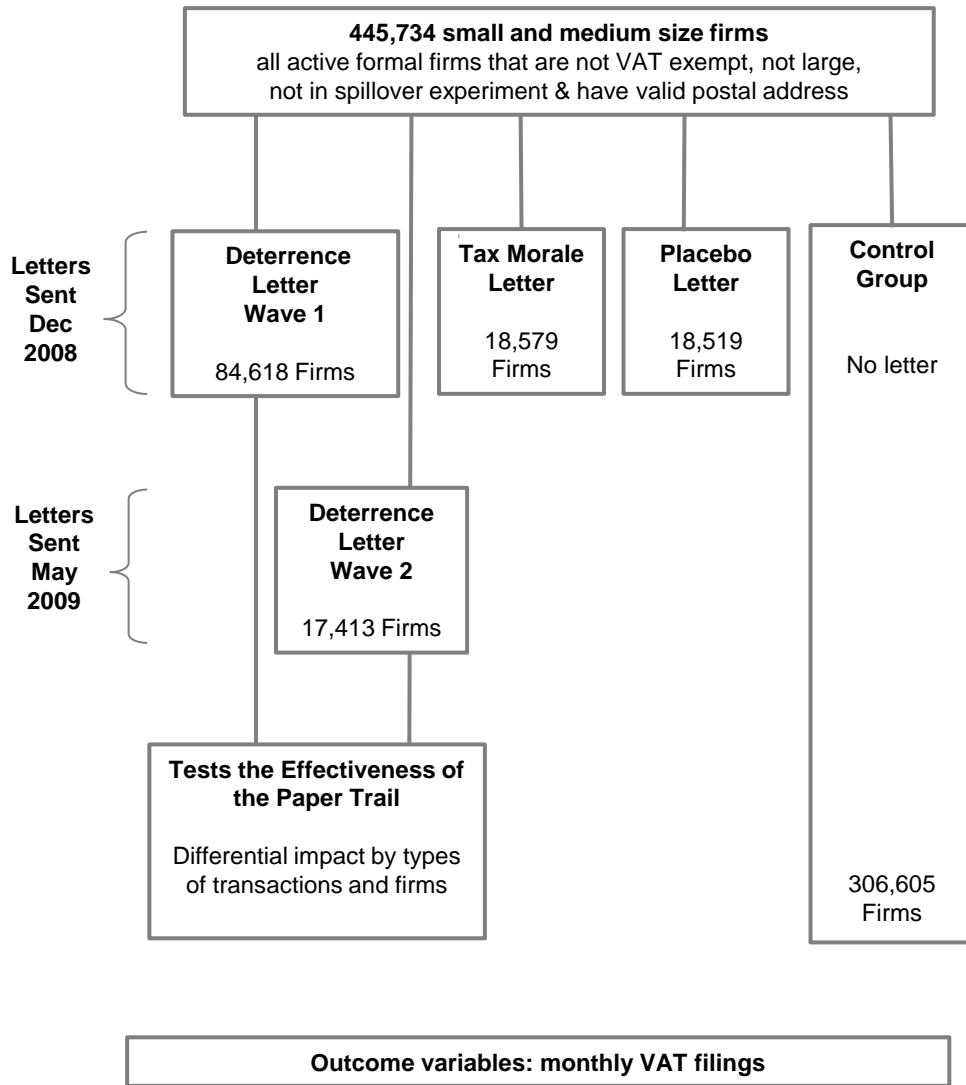 445,734 small and medium size firms
all active formal firms that are not VAT exempt, not large,
not in spillover experiment & have valid postal address
Letters
Sent
Dec
2008
Deterrence
Letter
Wave 1
84,618 Firms
Tax Morale
Letter
18,579
Firms
Placebo
Letter
18,519
Firms
Control
Group
No letter
Letters
Sent
May
2009
Deterrence
Letter
Wave 2
17,413 Firms
Tests the Effectiveness of
the Paper Trail
Differential impact by types
of transactions and firms
306,605
Firms
Outcome variables: monthly VAT filings